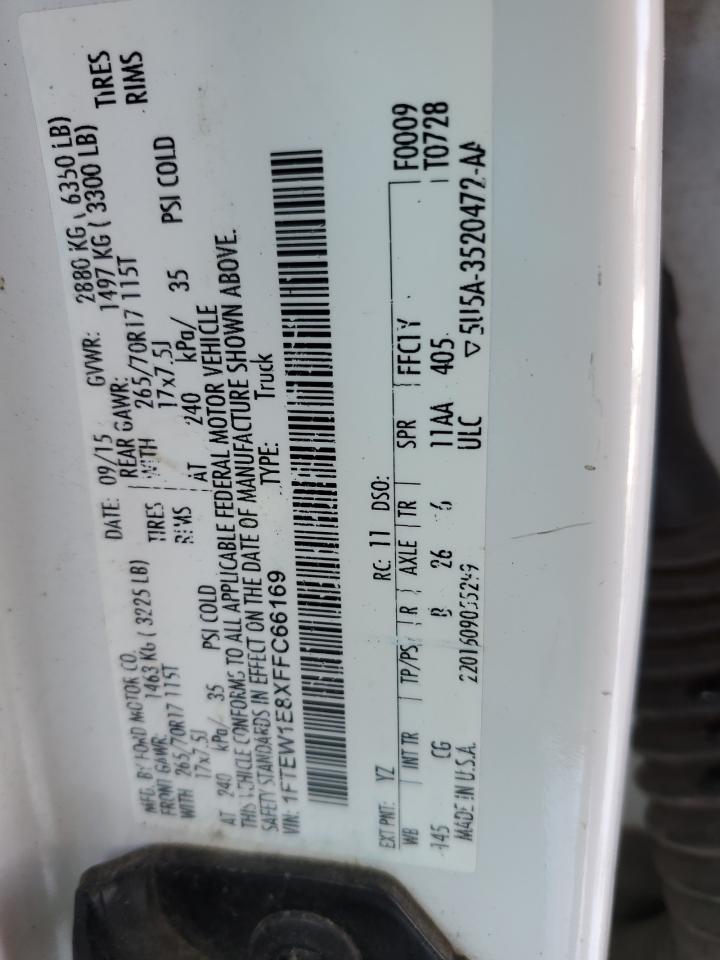 MFG. BY FORD MOTOR CO.
DATE: 09/15 GVWR: 2880 KG ( 6350 LB)
FRONT GAWR: 1463 KG ( 3225 LB) REAR GAWR: 1497 KG ( 3300 LB)
WITH 265/70R17 115T TIRES WITH 265/70R17 115T TIRES
17x7.5J RIMS 17x7.5J RIMS
AT 240 kPa/ 35 PSI COLD AT 240 kPa/ 35 PSI COLD
THIS VEHICLE CONFORMS TO ALL APPLICABLE FEDERAL MOTOR VEHICLE
SAFETY STANDARDS IN EFFECT ON THE DATE OF MANUFACTURE SHOWN ABOVE.
VIN: 1FTEW1E8XFFC66169 TYPE: Truck
EXT PNT: YZ RC: 11 DSO: F0009
WB INT TR TP/PS R AXLE TR SPR FFC1Y T0728
145 CG B 26 6 11AA 405
MADE IN U.S.A. ULC ▽ 5U5A-3520472-AA